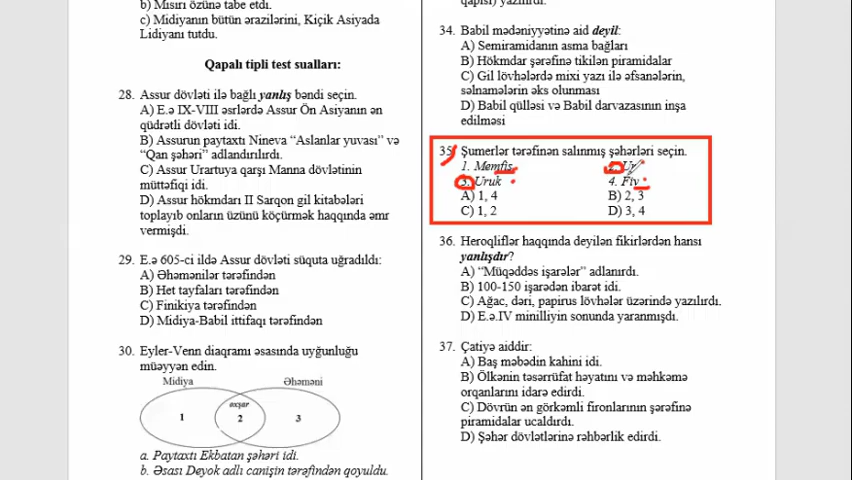 b) Misiri özünə tabe etdi.
c) Midiyanın bütün ərazilərini, Kiçik Asiyada
Lidiyanı tutdu.
Qapalı tipli test sualları:
28. Assur dövləti ilə bağlı yanlış bəndi seçin.
A) E.ə IX-VIII əsrlərdə Assur Ön Asiyanın ən
qüdrətli dövləti idi.
B) Assurun paytaxtı Nineva “Aslanlar yuvası” və
“Qan şəhəri” adlandırılırdı.
C) Assur Urartuya qarşı Manna dövlətinin
müttəfiqi idi.
D) Assur hökmdarı II Sarqon gil kitabələri
toplayıb onların üzünü köçürmək haqqında əmr
vermişdi.
29. E.ə 605-ci ildə Assur dövləti süquta uğradıldı:
A) Əhəmənilər tərəfindən
B) Het tayfaları tərəfindən
C) Finikiya tərəfindən
D) Midiya-Babil ittifaqı tərəfindən
30. Eyler-Venn diaqramı əsasında uyğunluğu
müəyyən edin.
Midiya Əhəməni
oxşar
1 2 3
a. Paytaxtı Ekbatan şəhəri idi.
b. Əsası Deyok adlı canişin tərəfindən qoyuldu.
qapısı) yazılırdı.
34. Babil mədəniyyətinə aid deyil:
A) Semiramidanın asma bağları
B) Hökmdar şərəfinə tikilən piramidalar
C) Gil lövhələrdə mixi yazı ilə əfsanələrin,
səlnamələrin əks olunması
D) Babil qülləsi və Babil darvazasının inşa
edilməsi
35. Şumerlər tərəfinən salınmış şəhərləri seçin.
1. Memfis 2. Ur
3. Uruk 4. Fiv
A) 1, 4 B) 2, 3
C) 1, 2 D) 3, 4
36. Heroqliflər haqqında deyilən fikirlərdən hansı
yanlışdır?
A) “Müqəddəs işarələr” adlanırdı.
B) 100-150 işarədən ibarət idi.
C) Ağac, dəri, papirus lövhələr üzərində yazılırdı.
D) E.ə.IV minilliyin sonunda yaranmışdı.
37. Çatiyə aiddir:
A) Baş məbədin kahini idi.
B) Ölkənin təsərrüfat həyatını və məhkəmə
orqanlarını idarə edirdi.
C) Dövrün ən görkəmli fironlarının şərəfinə
piramidalar ucaldırdı.
D) Şəhər dövlətlərinə rəhbərlik edirdi.